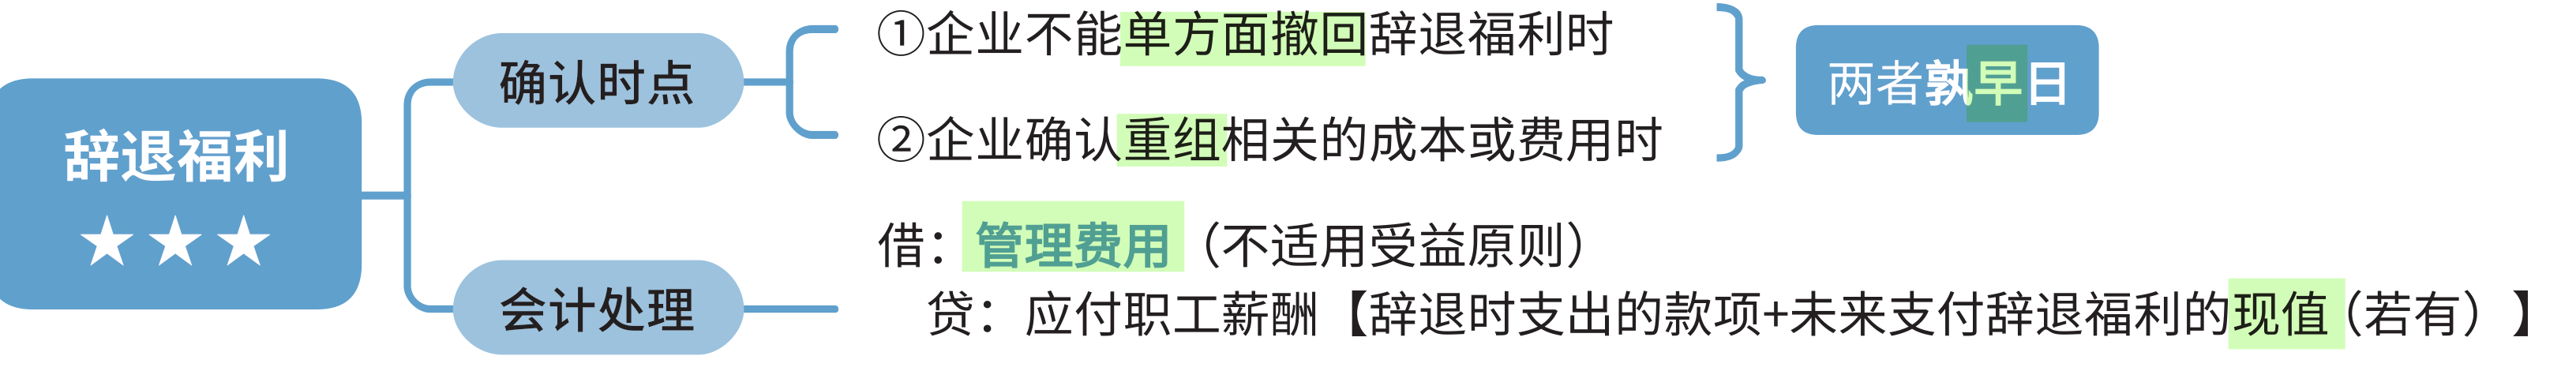 辞退福利
★★★
确认时点
①企业不能单方面撤回辞退福利时
②企业确认重组相关的成本或费用时
两者孰早日
会计处理
借：管理费用（不适用受益原则）
贷：应付职工薪酬【辞退时支出的款项+未来支付辞退福利的现值（若有）】